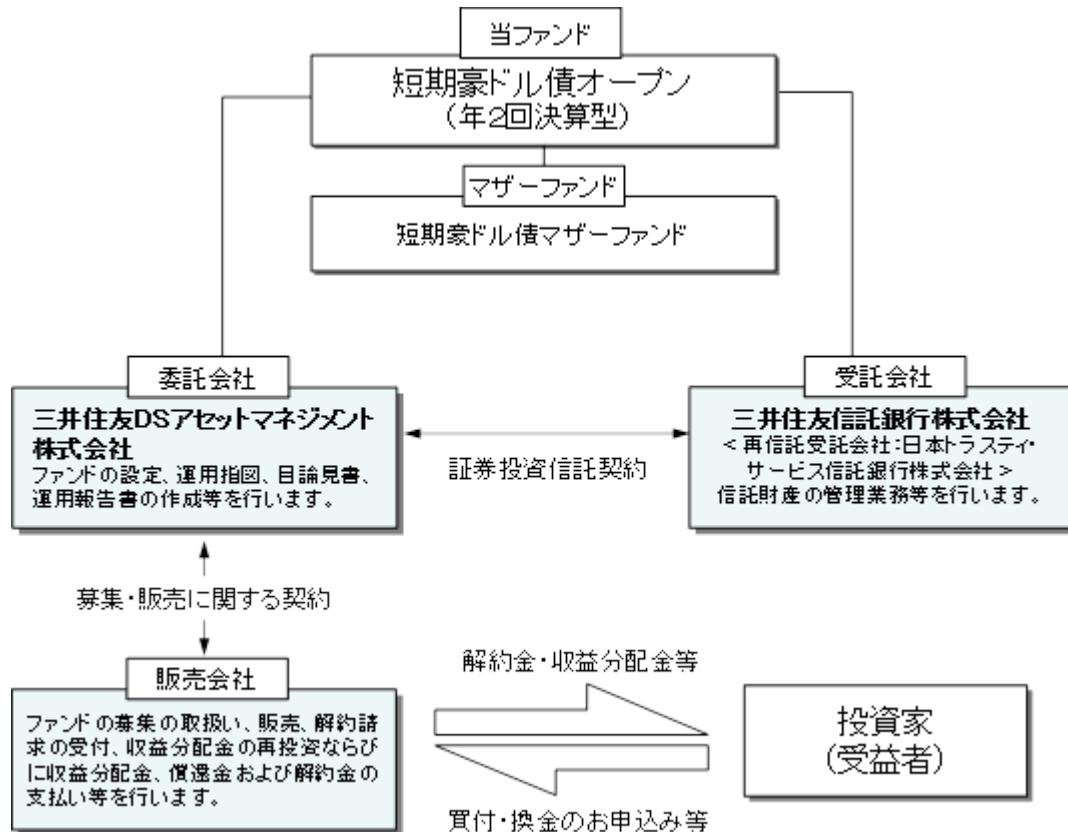 当ファンド
短期豪ドル債オープン
(年2回決算型)
マザーファンド
短期豪ドル債マザーファンド
委託会社
三井住友DSアセットマネジメント
株式会社
ファンドの設定、運用指図、目論見書、
運用報告書の作成等を行います。
証券投資信託契約
受託会社
三井住友信託銀行株式会社
<再信託受託会社:日本トラスティ・
サービス信託銀行株式会社>
信託財産の管理業務等を行います。
募集・販売に関する契約
販売会社
ファンドの募集の取扱い、販売、解約請
求の受付、収益分配金の再投資ならび
に収益分配金、償還金および解約金の
支払い等を行います。
解約金・収益分配金等
買付・換金のお申込み等
投資家
(受益者)